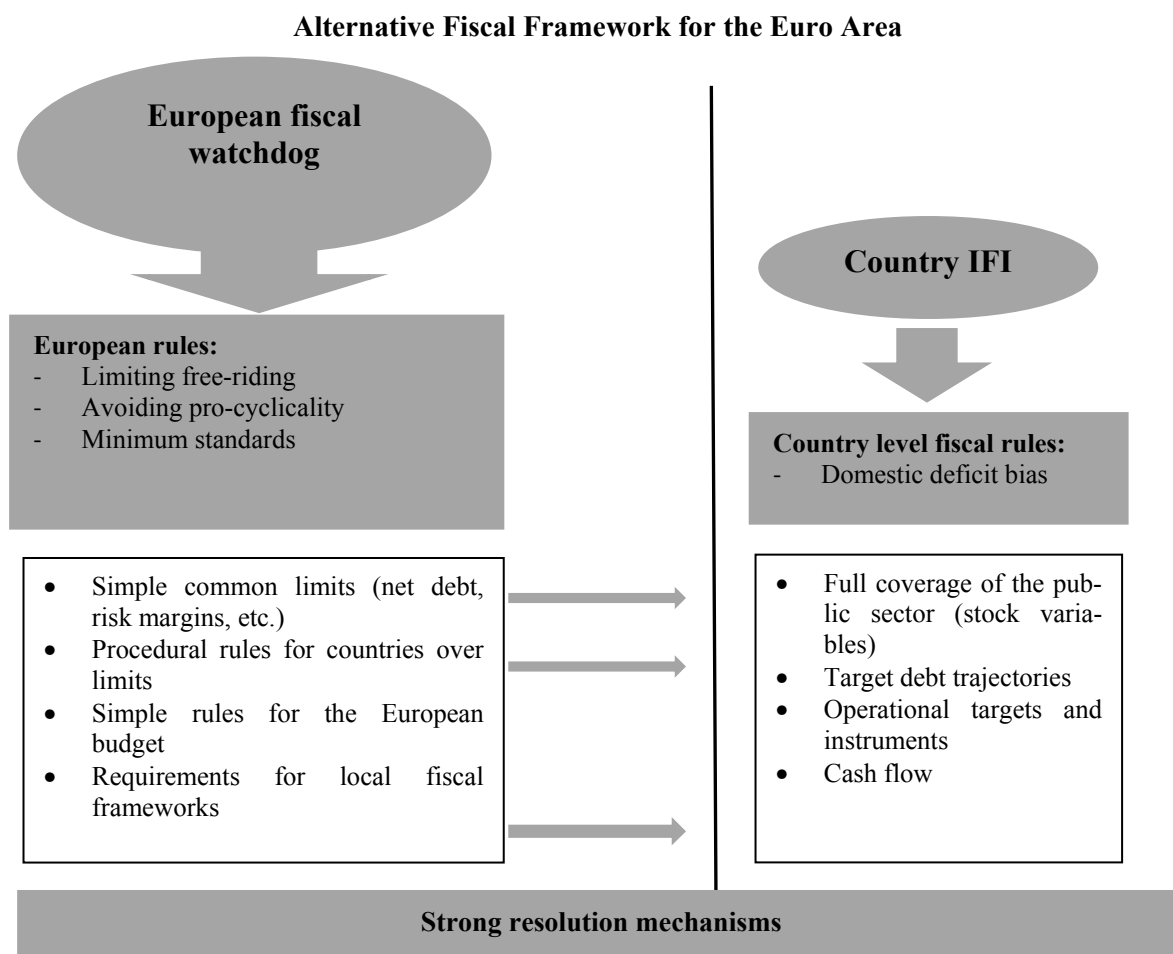 Alternative Fiscal Framework for the Euro Area
European fiscal
watchdog
European rules:
- Limiting free-riding
- Avoiding pro-cyclicality
- Minimum standards
• Simple common limits (net debt,
risk margins, etc.)
• Procedural rules for countries over
limits
• Simple rules for the European
budget
• Requirements for local fiscal
frameworks
Country IFI
Country level fiscal rules:
- Domestic deficit bias
• Full coverage of the pub-
lic sector (stock varia-
bles)
• Target debt trajectories
• Operational targets and
instruments
• Cash flow
Strong resolution mechanisms